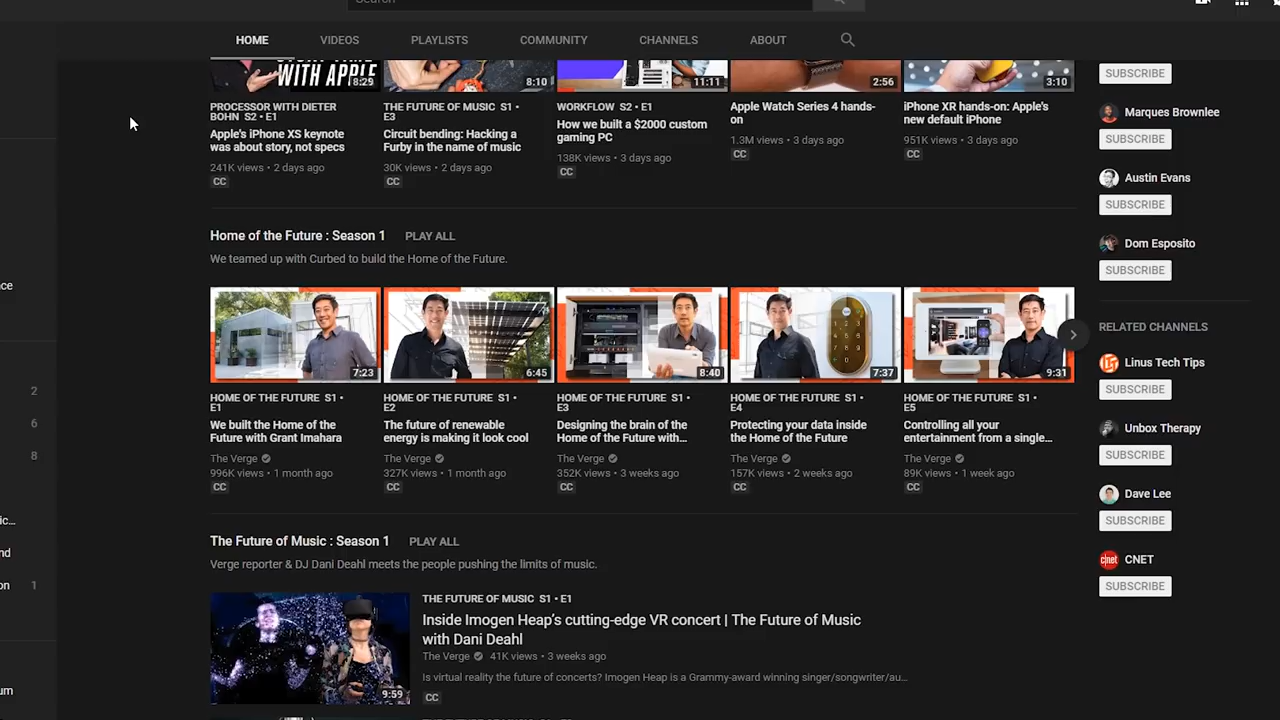 Search
HOME VIDEOS PLAYLISTS COMMUNITY CHANNELS ABOUT
WITH APPLE
8:29
8:10
11:11
2:56
3:10
PROCESSOR WITH DIETER
BOHN S2 • E1
Apple's iPhone XS keynote
was about story, not specs
241K views • 2 days ago
CC
THE FUTURE OF MUSIC S1 •
E3
Circuit bending: Hacking a
Furby in the name of music
30K views • 2 days ago
CC
WORKFLOW S2 • E1
How we built a $2000 custom
gaming PC
138K views • 3 days ago
CC
Apple Watch Series 4 hands-
on
1.3M views • 3 days ago
CC
iPhone XR hands-on: Apple's
new default iPhone
951K views • 3 days ago
CC
Home of the Future : Season 1 PLAY ALL
We teamed up with Curbed to build the Home of the Future.
7:23
6:45
8:40
7:37
9:31
HOME OF THE FUTURE S1 •
E1
We built the Home of the
Future with Grant Imahara
The Verge
996K views • 1 month ago
CC
HOME OF THE FUTURE S1 •
E2
The future of renewable
energy is making it look cool
The Verge
327K views • 1 month ago
CC
HOME OF THE FUTURE S1 •
E3
Designing the brain of the
Home of the Future with...
The Verge
352K views • 3 weeks ago
CC
HOME OF THE FUTURE S1 •
E4
Protecting your data inside
the Home of the Future
The Verge
157K views • 2 weeks ago
CC
HOME OF THE FUTURE S1 •
E5
Controlling all your
entertainment from a single...
The Verge
89K views • 1 week ago
CC
The Future of Music : Season 1 PLAY ALL
Verge reporter & DJ Dani Deahl meets the people pushing the limits of music.
9:59
THE FUTURE OF MUSIC S1 • E1
Inside Imogen Heap's cutting-edge VR concert | The Future of Music
with Dani Deahl
The Verge 41K views • 3 weeks ago
Is virtual reality the future of concerts? Imogen Heap is a Grammy-award winning singer/songwriter/au...
CC
SUBSCRIBE
Marques Brownlee
SUBSCRIBE
Austin Evans
SUBSCRIBE
Dom Esposito
SUBSCRIBE
RELATED CHANNELS
Linus Tech Tips
SUBSCRIBE
Unbox Therapy
SUBSCRIBE
Dave Lee
SUBSCRIBE
c|net
CNET
SUBSCRIBE
ce
2
6
8
ic...
nd
on 1
um